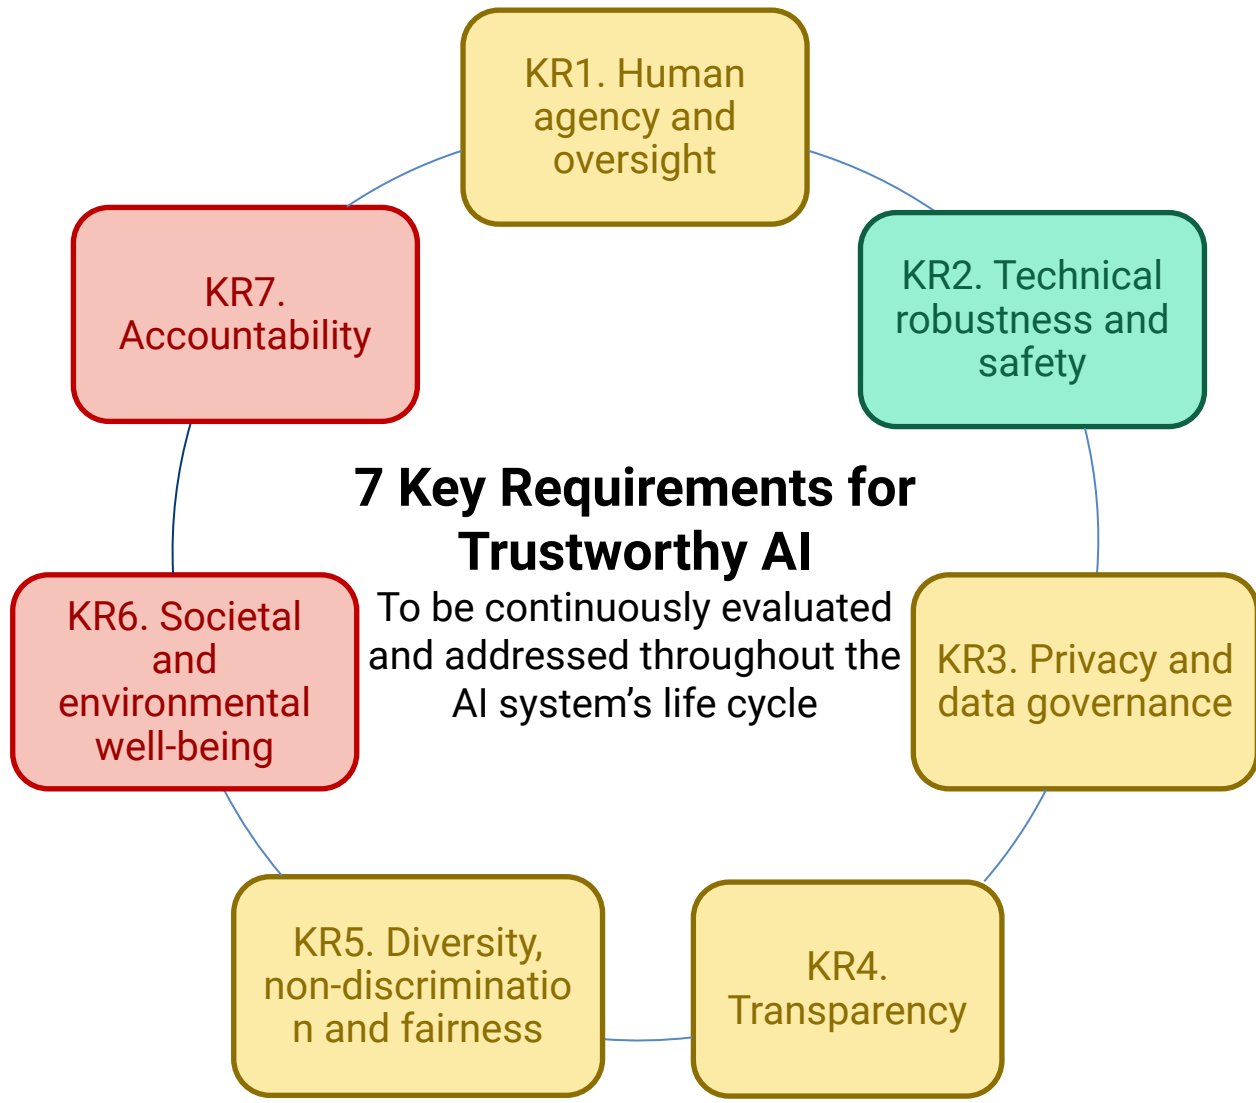 KR1. Human
agency and
oversight
KR2. Technical
robustness and
safety
KR3. Privacy and
data governance
KR4.
Transparency
KR5. Diversity,
non-discriminatio
n and fairness
KR6. Societal
and
environmental
well-being
KR7.
Accountability
7 Key Requirements for
Trustworthy AI
To be continuously evaluated
and addressed throughout the
AI system’s life cycle